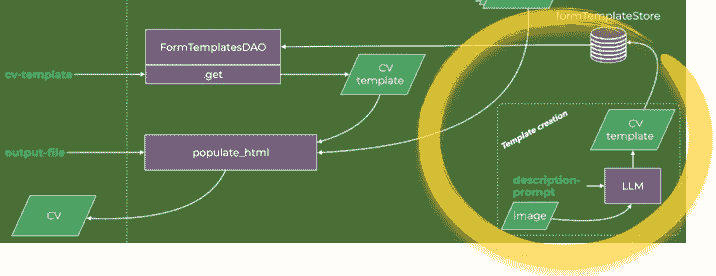 formTemplateStore
FormTemplatesDAO
cv-template
.get
CV
template
Template creation
CV
template
output-file
populate_html
description-
prompt
LLM
CV
Image